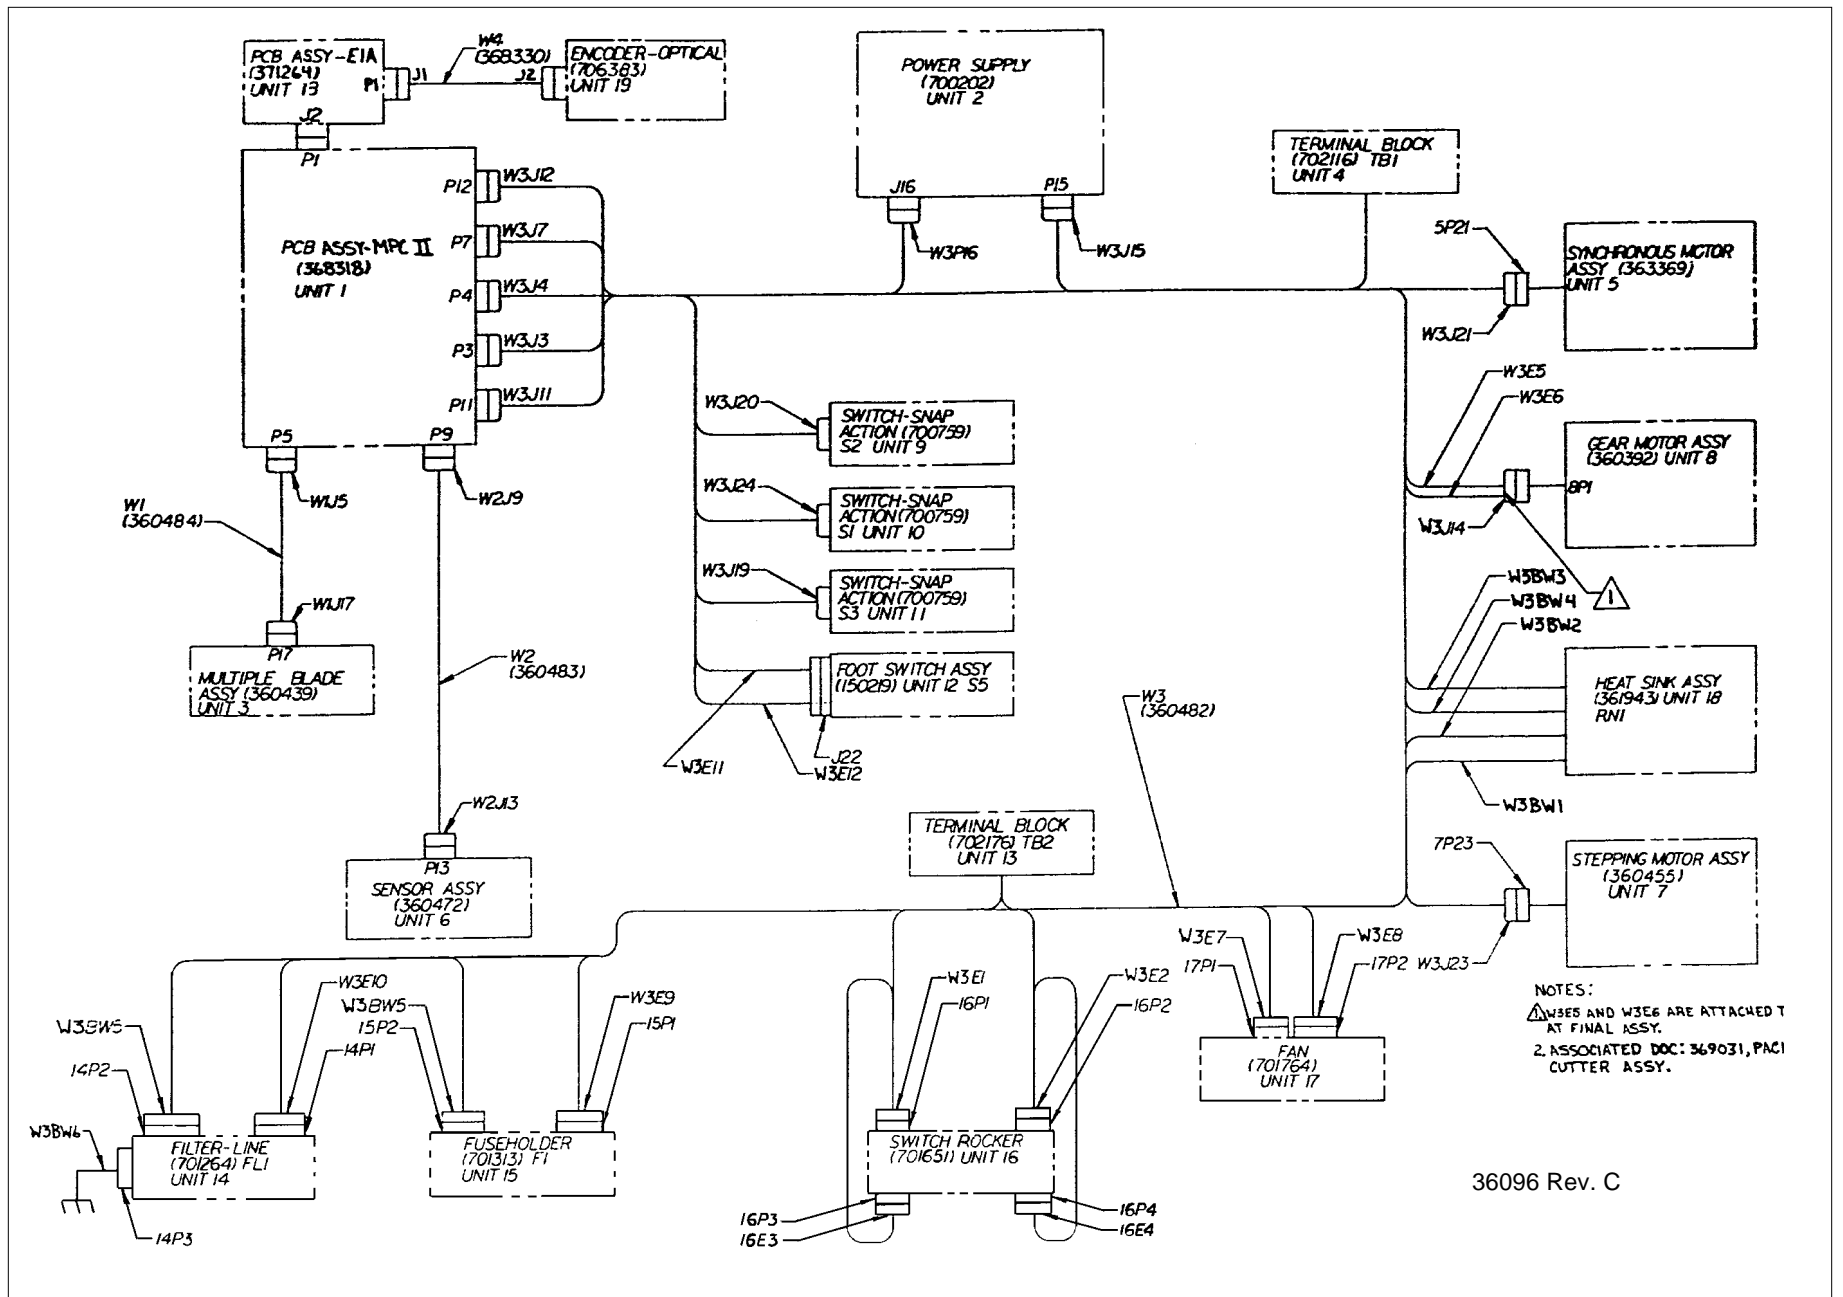 PCB ASSY-EIA
(371264)
UNIT 13
P1
J1
J2
W4
(368330)
J2
ENCODER-OPTICAL
(706383)
UNIT 19
POWER SUPPLY
(700202)
UNIT 2
J16
P15
W3P16
W3J15
TERMINAL BLOCK
(702116) TB1
UNIT 4
P1
PCB ASSY-MPC II
(368318)
UNIT 1
P12
P7
P4
P3
P11
P5
P9
W3J12
W3J7
W3J4
W3J3
W3J11
W1J5
W2J9
W1
(360484)
W1J17
P17
MULTIPLE BLADE
ASSY (360439)
UNIT 3
W2
(360483)
W2J13
P13
SENSOR ASSY
(360472)
UNIT 6
W3J20
SWITCH-SNAP
ACTION (700759)
S2 UNIT 9
W3J24
SWITCH-SNAP
ACTION (700759)
S1 UNIT 10
W3J19
SWITCH-SNAP
ACTION (700759)
S3 UNIT 11
FOOT SWITCH ASSY
(150219) UNIT 12 S5
J22
W3E11
W3E12
5P21
W3J21
SYNCHRONOUS MOTOR
ASSY (363369)
UNIT 5
W3E5
W3E6
GEAR MOTOR ASSY
(360392) UNIT 8
8P1
W3J14
1
W3BW3
W3BW4
W3BW2
HEAT SINK ASSY
(361943) UNIT 18
RN1
W3BW1
7P23
STEPPING MOTOR ASSY
(360455)
UNIT 7
W3J23
W3
(360482)
TERMINAL BLOCK
(702176) TB2
UNIT 13
W3E7
17P1
W3E8
17P2
FAN
(701764)
UNIT 17
W3E1
16P1
W3E2
16P2
SWITCH ROCKER
(701651) UNIT 16
16P3
16E3
16P4
16E4
W3BW5
14P2
W3E10
14P1
W3BW5
15P2
W3E9
15P1
W3BW6
14P3
FILTER-LINE
(701264) FL1
UNIT 14
FUSEHOLDER
(701313) F1
UNIT 15
NOTES:
1 W3E5 AND W3E6 ARE ATTACHED T
AT FINAL ASSY.
2. ASSOCIATED DOC: 369031, PACI
CUTTER ASSY.
36096 Rev. C